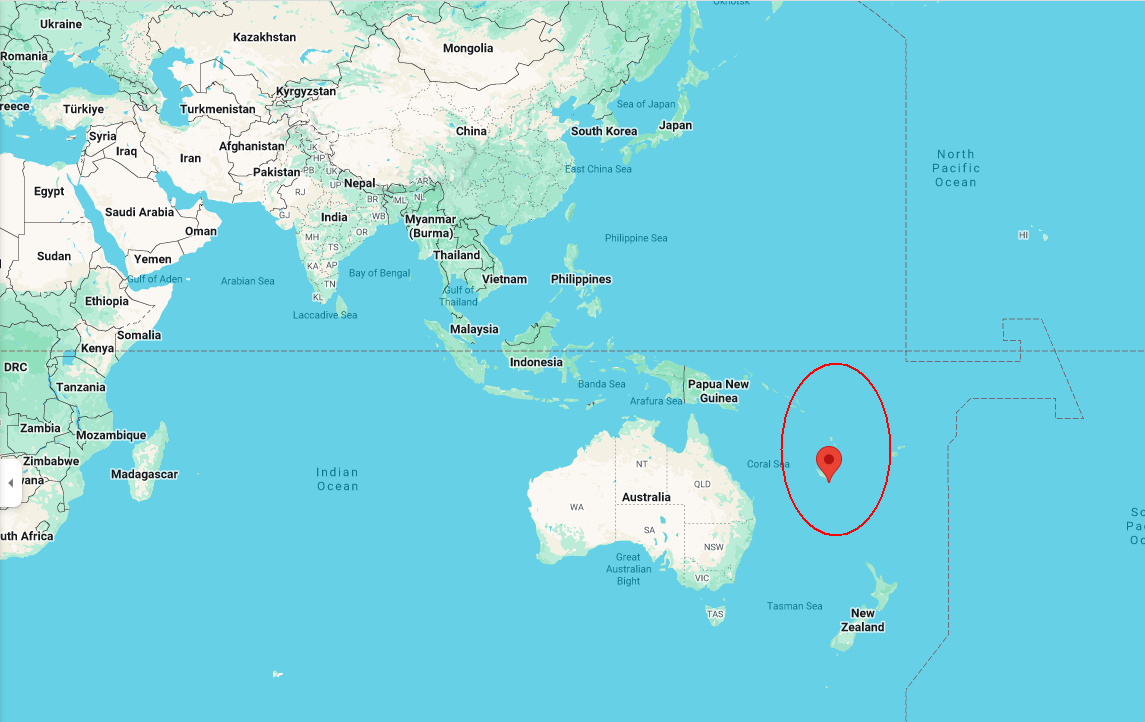 Okhotsk
Ukraine
Kazakhstan
Mongolia
Romania
Kyrgyzstan
reece
Türkiye
Turkmenistan
Sea of Japan
Japan
South Korea
China
Syria
Iraq
Iran
Afghanistan
JK
HP
Pakistan
PB
UK
East China Sea
North
Pacific
Ocean
Egypt
RJ
UP
Nepal
AR
BR
ML
NL
Saudi Arabia
GJ
India
WB
Myanmar
(Burma)
Oman
MH
OR
TS
HI
Philippine Sea
Sudan
Yemen
KA
AP
Thailand
Gulf of Aden
Arabian Sea
TN
Bay of Bengal
Vietnam
Philippines
Gulf of
Thailand
Ethiopia
KL
Laccadive Sea
Somalia
Malaysia
Kenya
DRC
Indonesia
Tanzania
Banda Sea
Papua New
Guinea
Arafura Sea
Zambia
Mozambique
Zimbabwe
Madagascar
wana
Indian
Ocean
NT
Coral Sea
QLD
Australia
WA
SA
So
Pa
Oc
uth Africa
NSW
Great
Australian
Bight
VIC
TAS
Tasman Sea
New
Zealand